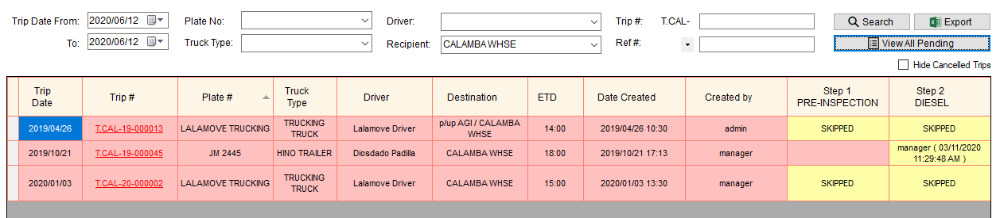 Trip Date From: 2020/06/12 Plate No: Driver: Trip #: T.CAL- Search Export
To: 2020/06/12 Truck Type: Recipient: CALAMBA WHSE Ref #: View All Pending
Hide Cancelled Trips
Trip Date Trip # Plate # Truck Type Driver Destination ETD Date Created Created by Step 1 PRE-INSPECTION Step 2 DIESEL
2019/04/26 T.CAL-19-000013 LALAMOVE TRUCKING TRUCKING TRUCK Lalamove Driver p/up AGI / CALAMBA WHSE 14:00 2019/04/26 10:30 admin SKIPPED SKIPPED
2019/10/21 T.CAL-19-000045 JM 2445 HINO TRAILER Diosdado Padilla CALAMBA WHSE 18:00 2019/10/21 17:13 manager manager ( 03/11/2020 11:29:48 AM )
2020/01/03 T.CAL-20-000002 LALAMOVE TRUCKING TRUCKING TRUCK Lalamove Driver CALAMBA WHSE 15:00 2020/01/03 13:30 manager SKIPPED SKIPPED